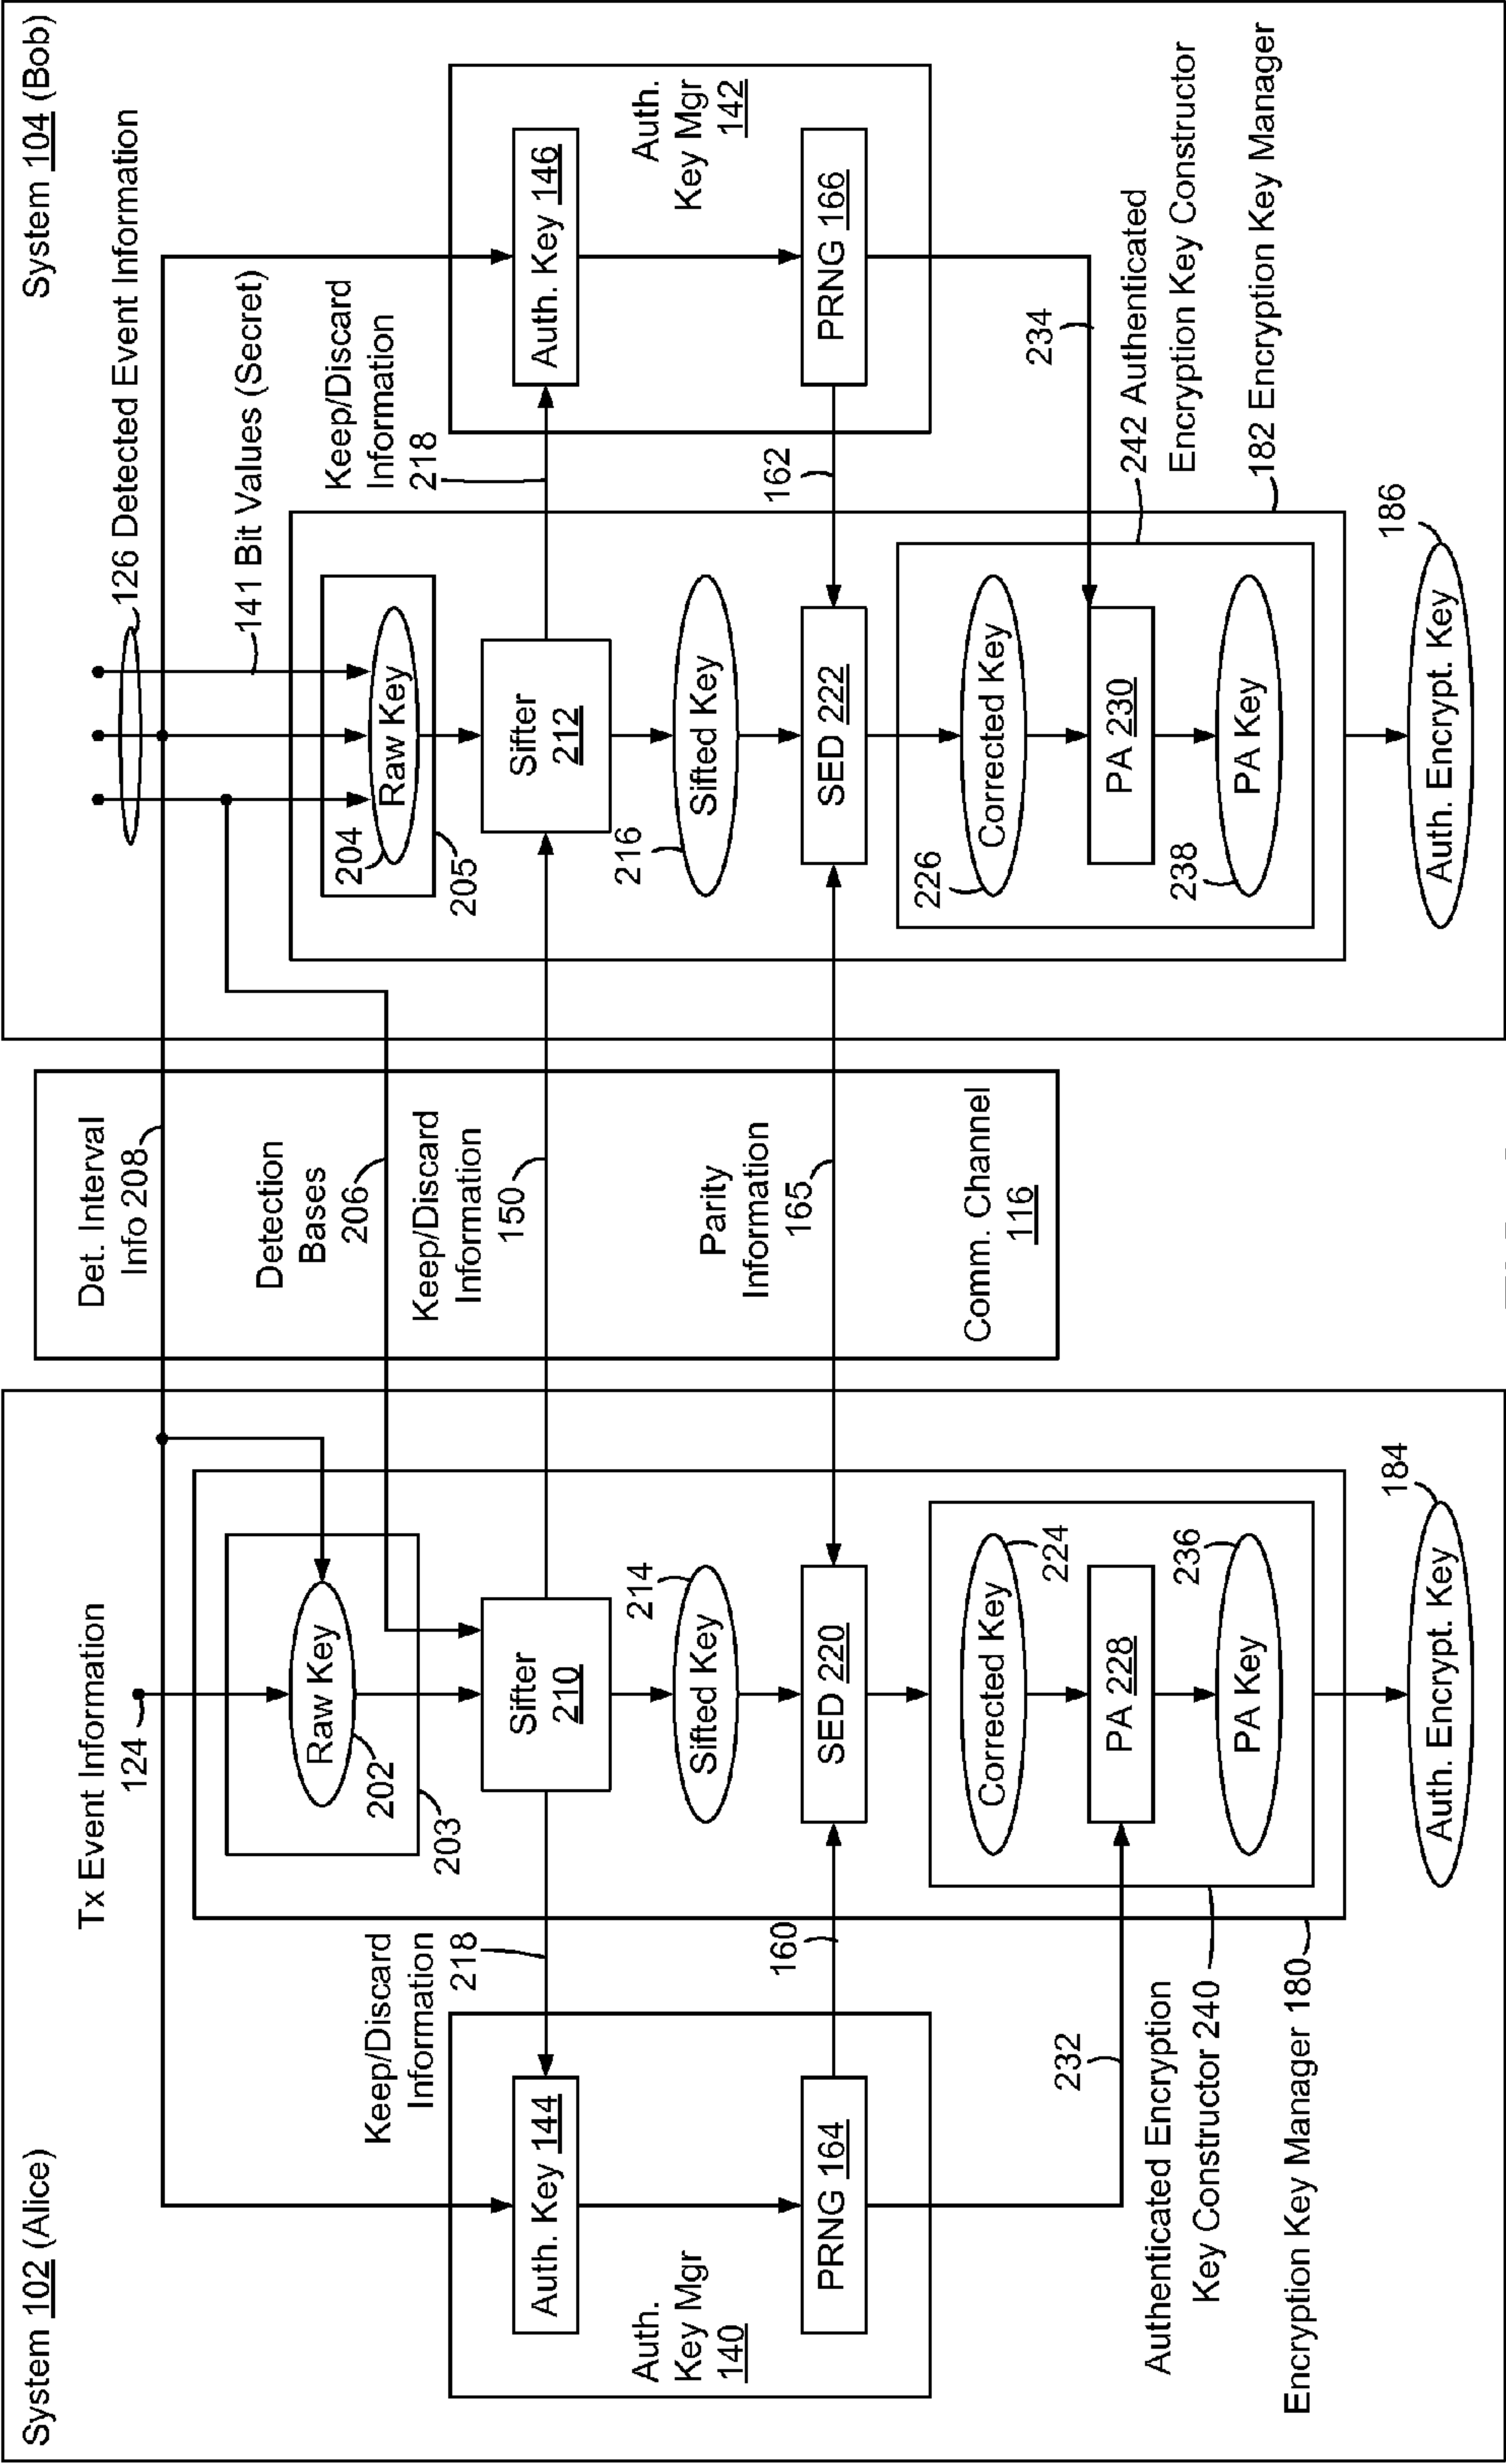 System 102 (Alice)
Tx Event Information
124
Raw Key
202
203
Keep/Discard
Information
218
Auth. Key 144
Auth.
Key Mgr
140
PRNG 164
Sifter
210
214
Sifted Key
160
SED 220
232
Corrected Key
224
PA 228
236
PA Key
Authenticated Encryption
Key Constructor 240
Encryption Key Manager 180
184
Auth. Encrypt. Key
Det. Interval
Info 208
Detection
Bases
206
Keep/Discard
Information
150
Parity
Information
165
Comm. Channel
116
System 104 (Bob)
126 Detected Event Information
141 Bit Values (Secret)
204
Raw Key
205
Keep/Discard
Information
218
Auth. Key 146
Auth.
Key Mgr
142
PRNG 166
Sifter
212
216
Sifted Key
162
SED 222
234
226
Corrected Key
PA 230
238
PA Key
242 Authenticated
Encryption Key Constructor
182 Encryption Key Manager
186
Auth. Encrypt. Key